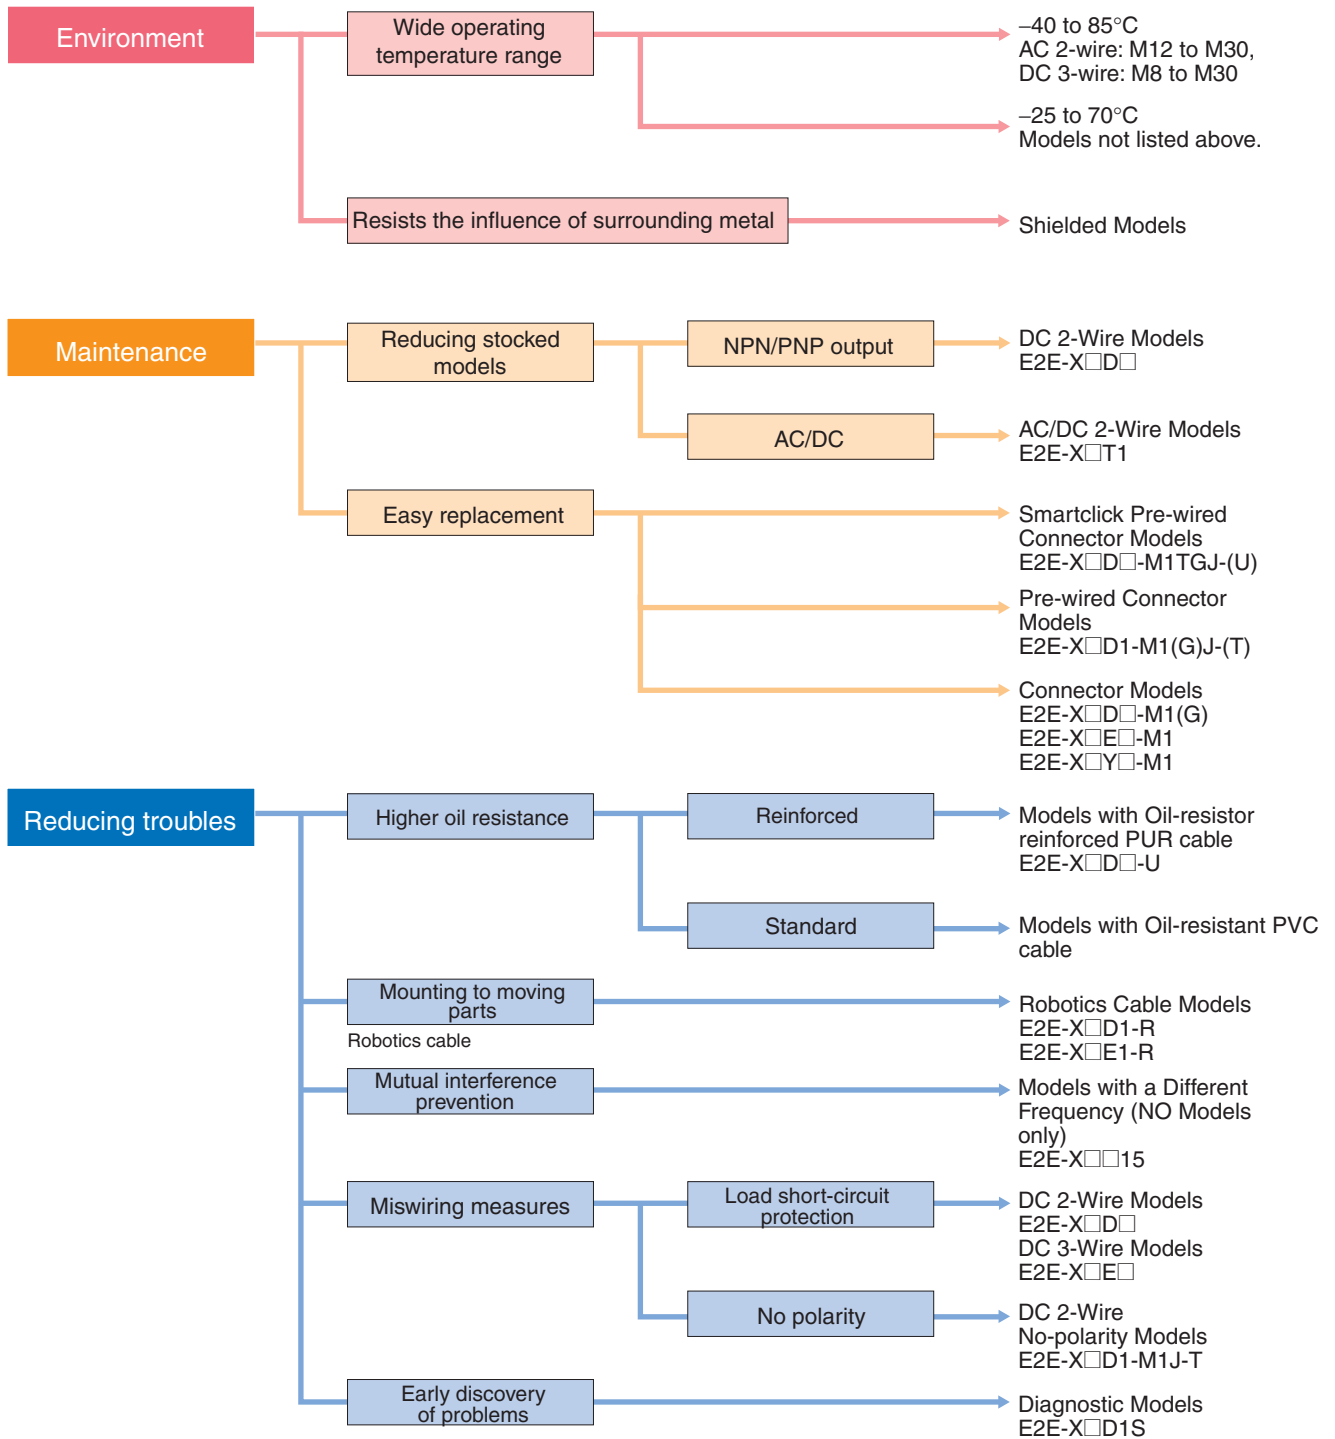 Environment
Wide operating
temperature range
–40 to 85°C
AC 2-wire: M12 to M30,
DC 3-wire: M8 to M30
–25 to 70°C
Models not listed above.
Resists the influence of surrounding metal
Shielded Models
Maintenance
Reducing stocked
models
NPN/PNP output
DC 2-Wire Models
E2E-X□D□
AC/DC
AC/DC 2-Wire Models
E2E-X□T1
Easy replacement
Smartclick Pre-wired
Connector Models
E2E-X□D□-M1TGJ-(U)
Pre-wired Connector
Models
E2E-X□D1-M1(G)J-(T)
Connector Models
E2E-X□D□-M1(G)
E2E-X□E□-M1
E2E-X□Y□-M1
Reducing troubles
Higher oil resistance
Reinforced
Models with Oil-resistor
reinforced PUR cable
E2E-X□D□-U
Standard
Models with Oil-resistant PVC
cable
Mounting to moving
parts
Robotics cable
Robotics Cable Models
E2E-X□D1-R
E2E-X□E1-R
Mutual interference
prevention
Models with a Different
Frequency (NO Models
only)
E2E-X□□15
Miswiring measures
Load short-circuit
protection
DC 2-Wire Models
E2E-X□D□
DC 3-Wire Models
E2E-X□E□
No polarity
DC 2-Wire
No-polarity Models
E2E-X□D1-M1J-T
Early discovery
of problems
Diagnostic Models
E2E-X□D1S